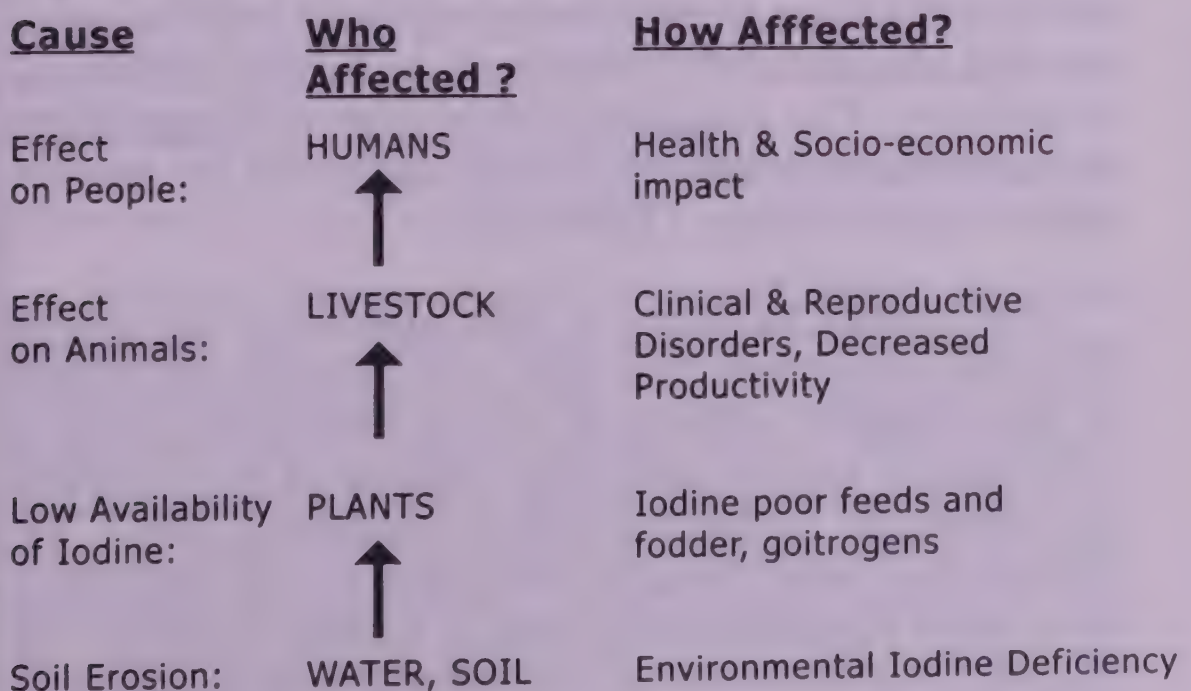 Cause
Who
Affected ?
How Afffected?
Effect
on People:
HUMANS
Health & Socio-economic
impact
Effect
on Animals:
LIVESTOCK
Clinical & Reproductive
Disorders, Decreased
Productivity
Low Availability
of Iodine:
PLANTS
Iodine poor feeds and
fodder, goitrogens
Soil Erosion:
WATER, SOIL
Environmental Iodine Deficiency